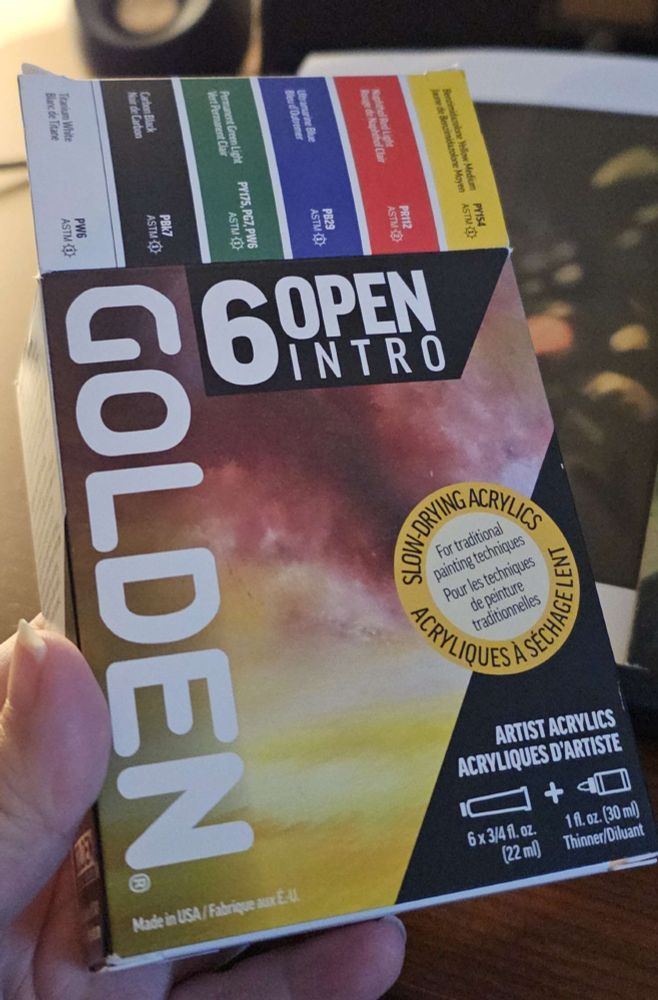 Titanium White
Blanc de Titane
PW6
ASTM I
Carbon Black
Noir de Carbon
PBk7
ASTM I
Permanent Green Light
Vert Permanent Clair
PY175, PG7, PW6
ASTM I
Ultramarine Blue
Bleu d'Outremer
PB29
ASTM I
Naphthol Red Light
Rouge de Naphthol Clair
PR112
ASTM
Benzimidazolone Yellow Medium
Jaune de Benzimidazolone Moyen
PY154
ASTM I
GOLDEN®
6 OPEN
INTRO
SLOW-DRYING ACRYLICS
For traditional
painting techniques
Pour les techniques
de peinture
traditionnelles
ACRYLIQUES À SÉCHAGE LENT
ARTIST ACRYLICS
ACRYLIQUES D'ARTISTE
+
6 x 3/4 fl. oz.
(22 ml)
1 fl. oz. (30 ml)
Thinner/Diluant
Made in USA / Fabrique aux É.-U.